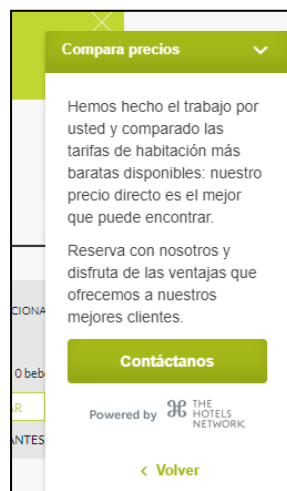 Compara precios
Hemos hecho el trabajo por
usted y comparado las
tarifas de habitación más
baratas disponibles: nuestro
precio directo es el mejor
que puede encontrar.
Reserva con nosotros y
disfruta de las ventajas que
ofrecemos a nuestros
mejores clientes.
CIONA
0 beb
Contáctanos
AR
Powered by THE
HOTELS
NETWORK
NTES
Volver